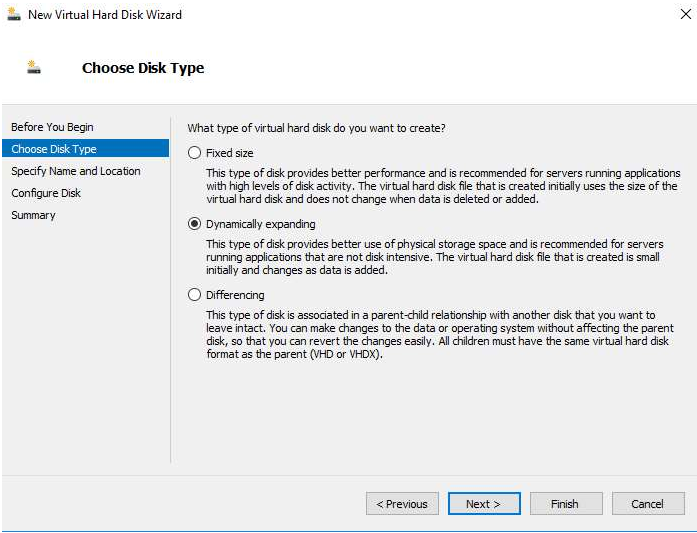 New Virtual Hard Disk Wizard
Choose Disk Type
Before You Begin
Choose Disk Type
Specify Name and Location
Configure Disk
Summary
What type of virtual hard disk do you want to create?
Fixed size
This type of disk provides better performance and is recommended for servers running applications
with high levels of disk activity. The virtual hard disk file that is created initially uses the size of the
virtual hard disk and does not change when data is deleted or added.
Dynamically expanding
This type of disk provides better use of physical storage space and is recommended for servers
running applications that are not disk intensive. The virtual hard disk file that is created is small
initially and changes as data is added.
Differencing
This type of disk is associated in a parent-child relationship with another disk that you want to
leave intact. You can make changes to the data or operating system without affecting the parent
disk, so that you can revert the changes easily. All children must have the same virtual hard disk
format as the parent (VHD or VHDX).
< Previous
Next >
Finish
Cancel